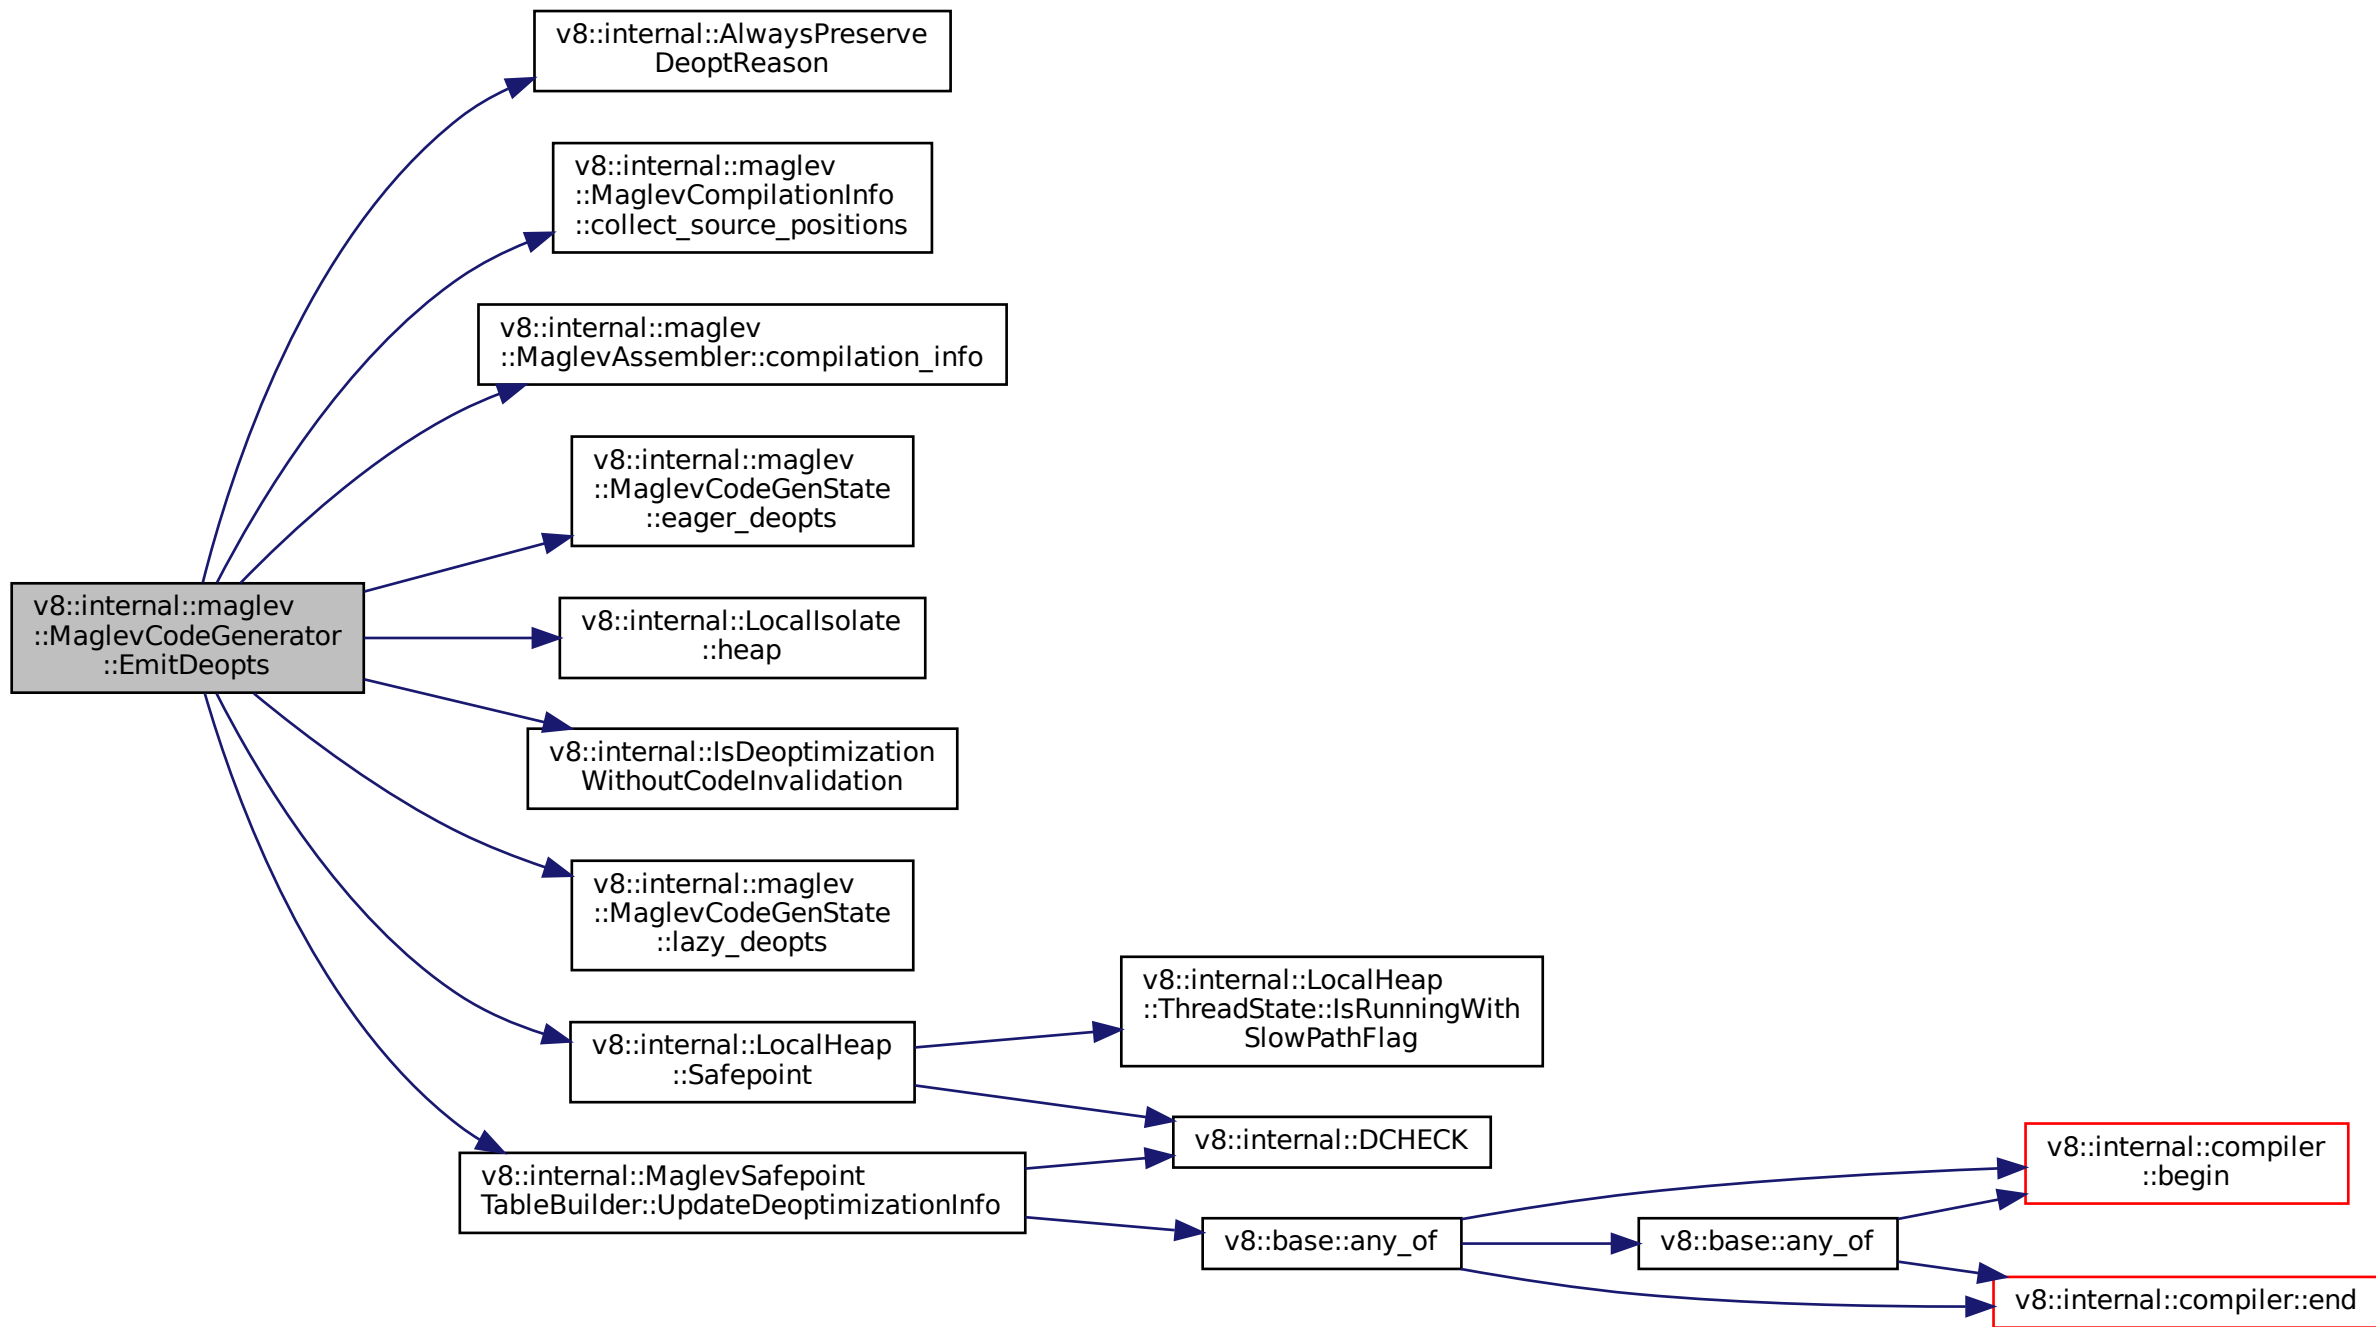 v8::internal::AlwaysPreserve
DeoptReason
v8::internal::maglev
::MaglevCompilationInfo
::collect_source_positions
v8::internal::maglev
::MaglevAssembler::compilation_info
v8::internal::maglev
::MaglevCodeGenState
::eager_deopts
v8::internal::maglev
::MaglevCodeGenerator
::EmitDeopts
v8::internal::LocalIsolate
::heap
v8::internal::IsDeoptimization
WithoutCodeInvalidation
v8::internal::maglev
::MaglevCodeGenState
::lazy_deopts
v8::internal::LocalHeap
::Safepoint
v8::internal::LocalHeap
::ThreadState::IsRunningWith
SlowPathFlag
v8::internal::DCHECK
v8::internal::MaglevSafepoint
TableBuilder::UpdateDeoptimizationInfo
v8::base::any_of
v8::base::any_of
v8::internal::compiler
::begin
v8::internal::compiler::end